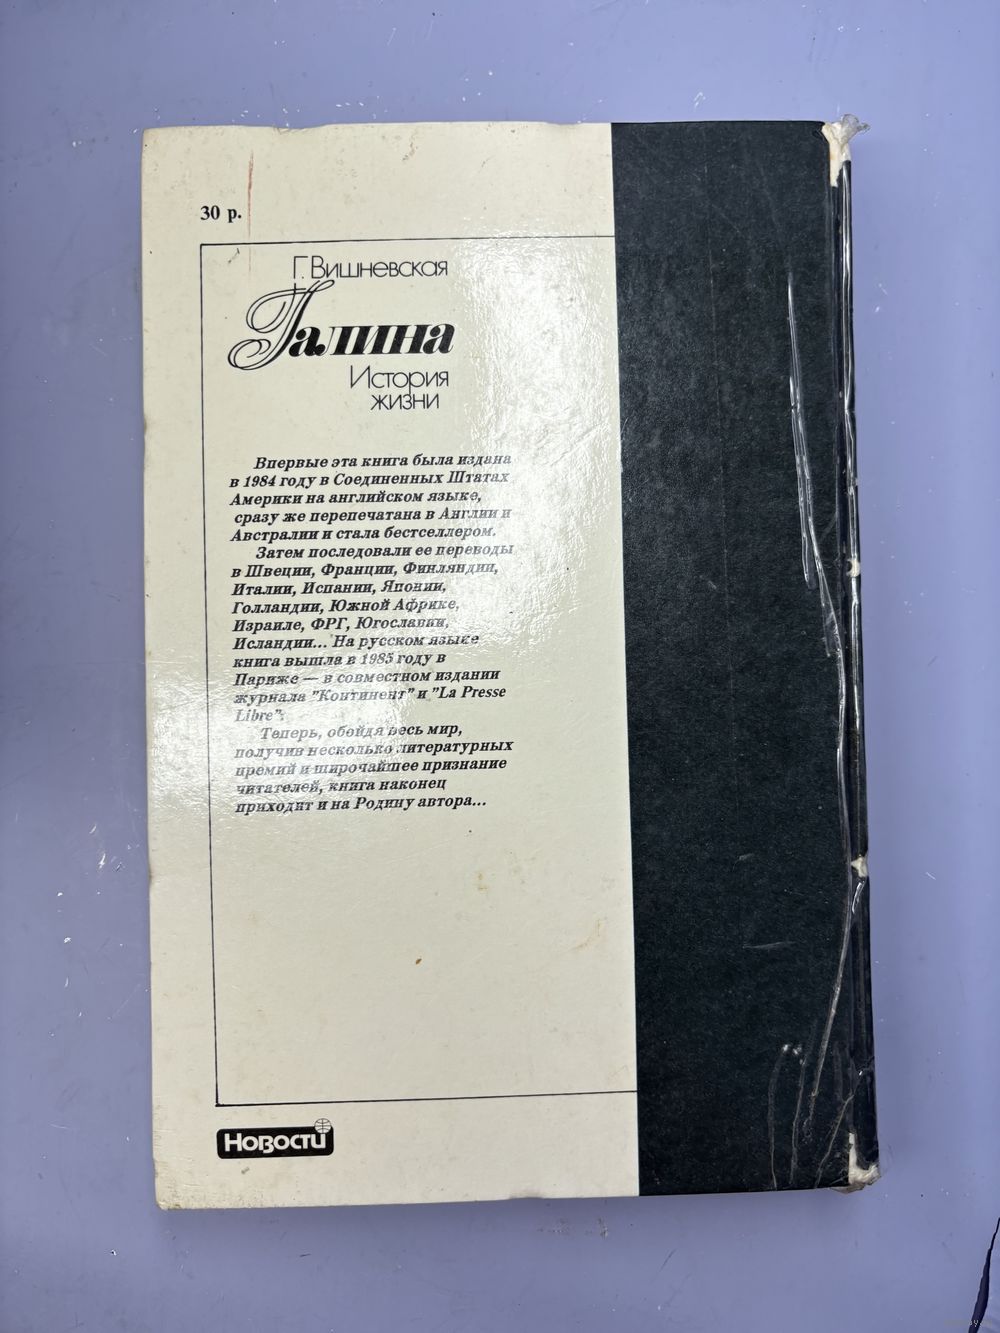 30 р.
Г. Вишневская
Галина
История
жизни
Впервые эта книга была издана
в 1984 году в Соединенных Штатах
Америки на английском языке,
сразу же перепечатана в Англии и
Австралии и стала бестселлером.
Затем последовали ее переводы
в Швеции, Франции, Финляндии,
Италии, Испании, Японии,
Голландии, Южной Африке,
Израиле, ФРГ, Югославии,
Исландии... На русском языке
книга вышла в 1985 году в
Париже — в совместном издании
журнала "Континент" и "La Presse
Libre".
Теперь, обойдя весь мир,
получив несколько литературных
премий и широчайшее признание
читателей, книга наконец
приходит и на Родину автора...
Новости